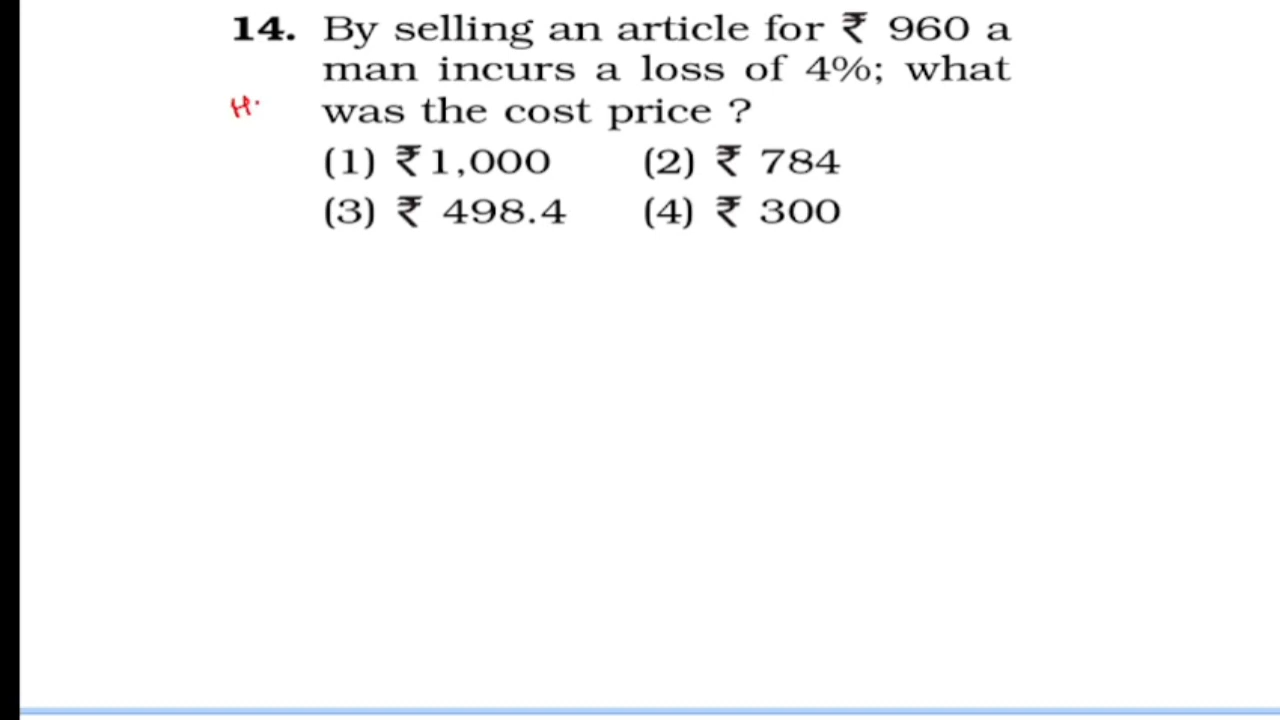 14. By selling an article for ₹ 960 a
man incurs a loss of 4%; what
H. was the cost price ?
(1) ₹ 1,000 (2) ₹ 784
(3) ₹ 498.4 (4) ₹ 300